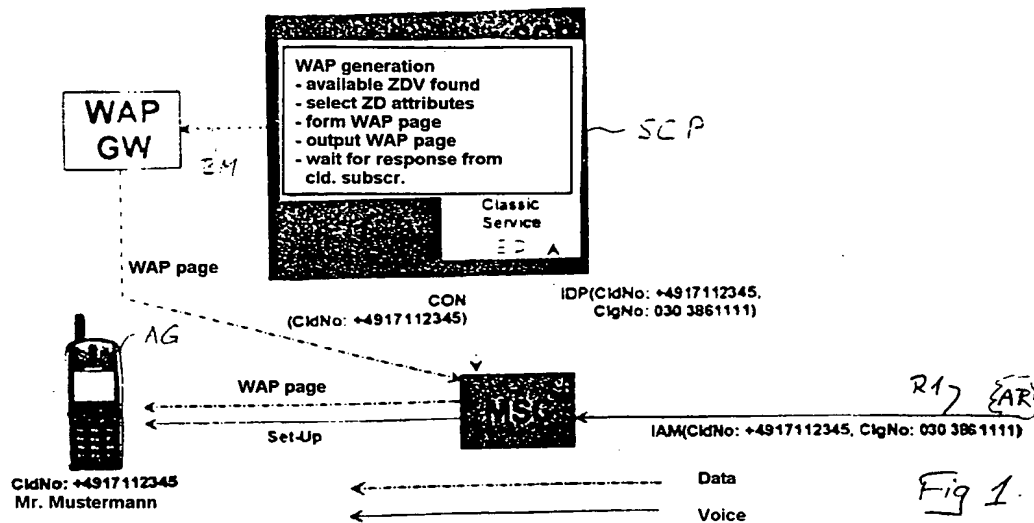 WAP generation
- available ZDV found
- select ZD attributes
- form WAP page
- output WAP page
- wait for response from
cld. subscr.
WAP
GW
SCP
Classic
Service
A
WAP page
CON
(CldNo: +4917112345)
IDP(CldNo: +4917112345,
ClgNo: 030 3861111)
AG
WAP page
MSC
Set-Up
R1
AR
IAM(CldNo: +4917112345, ClgNo: 030 3861111)
CldNo: +4917112345
Mr. Mustermann
Data
Voice
Fig 1.